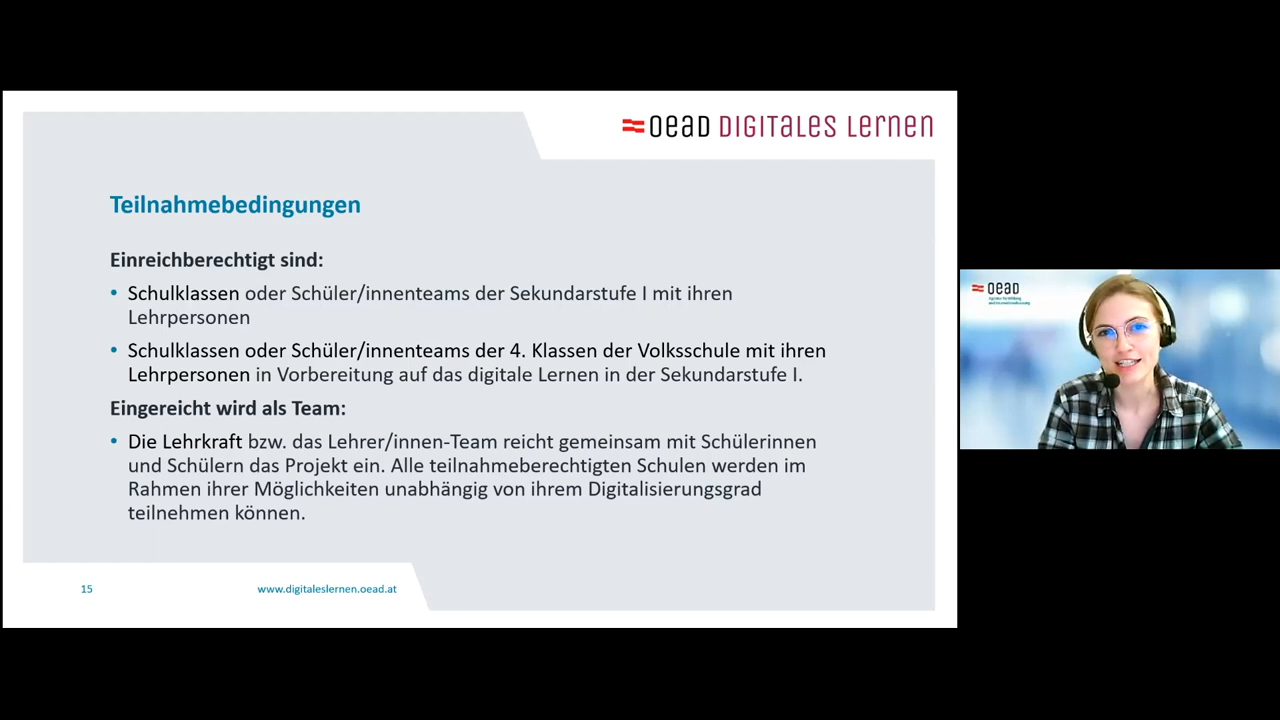 oead DIGITALES LERNEN
Teilnahmebedingungen
Einreichberechtigt sind:
• Schulklassen oder Schüler/innenteams der Sekundarstufe I mit ihren
Lehrpersonen
• Schulklassen oder Schüler/innenteams der 4. Klassen der Volksschule mit ihren
Lehrpersonen in Vorbereitung auf das digitale Lernen in der Sekundarstufe I.
Eingereicht wird als Team:
• Die Lehrkraft bzw. das Lehrer/innen-Team reicht gemeinsam mit Schülerinnen
und Schülern das Projekt ein. Alle teilnahmeberechtigten Schulen werden im
Rahmen ihrer Möglichkeiten unabhängig von ihrem Digitalisierungsgrad
teilnehmen können.
15
www.digitaleslernen.oead.at
oead